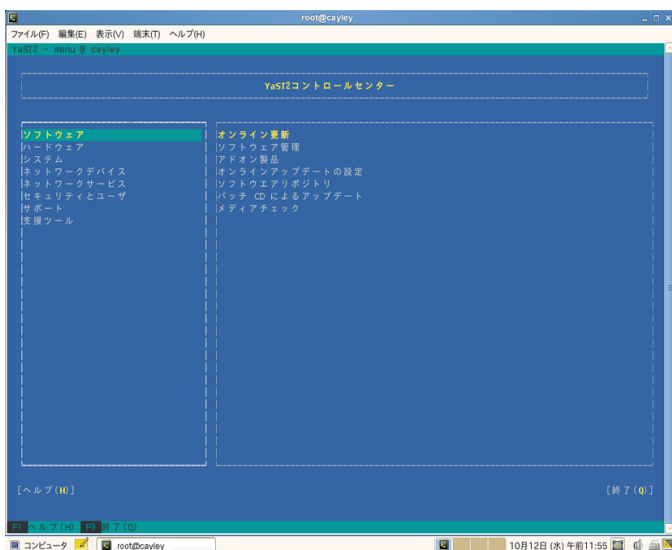 root@cayley
ファイル(F) 編集(E) 表示(V) 端末(T) ヘルプ(H)
YaST2 - menu @ cayley
YaST2コントロールセンター
ソフトウェア
ハードウェア
システム
ネットワークデバイス
ネットワークサービス
セキュリティとユーザ
サポート
支援ツール
オンライン更新
ソフトウェア管理
アドオン製品
オンラインアップデートの設定
ソフトウエアリポジトリ
パッチ CD によるアップデート
メディアチェック
[ヘルプ(H)] [終了(Q)]
F1 ヘルプ(H) F9 終了(Q)
コンピュータ root@cayley 10月12日 (水) 午前11:55